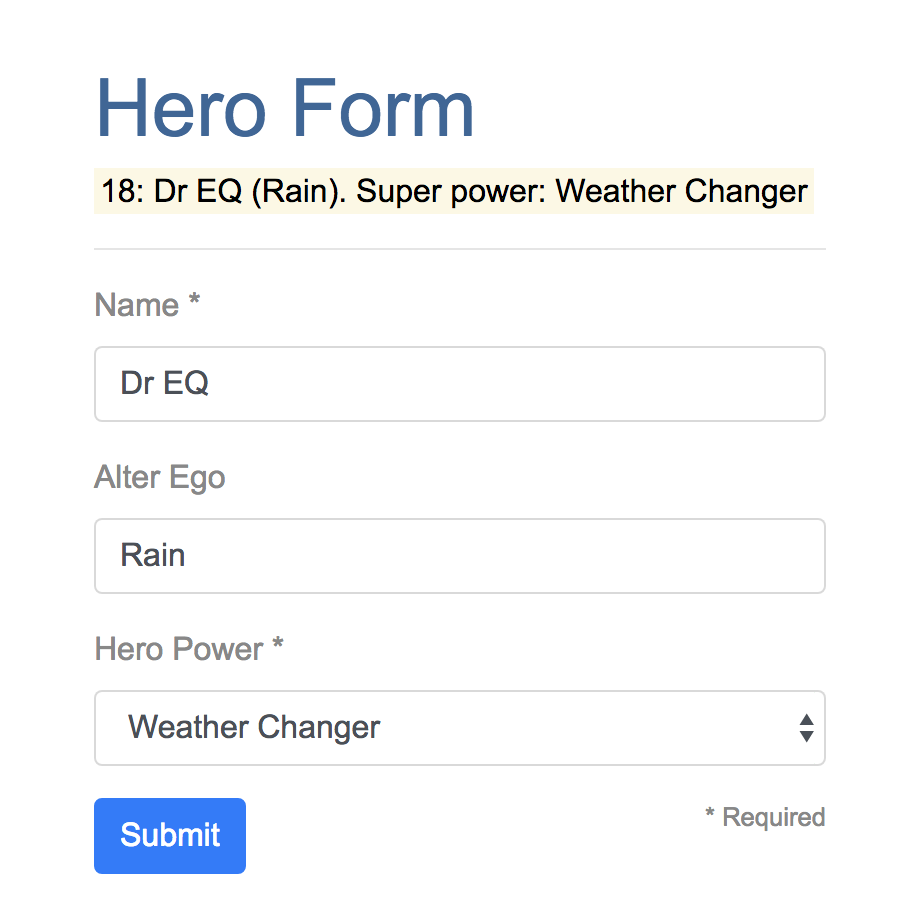 Hero Form
18: Dr EQ (Rain). Super power: Weather Changer
Name *
Dr EQ
Alter Ego
Rain
Hero Power *
Weather Changer
Submit
* Required